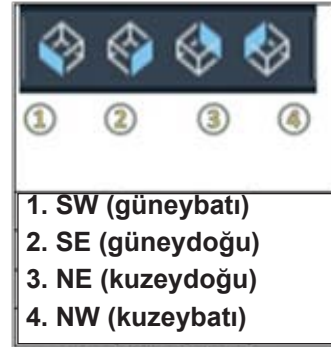 1 2 3 4
1. SW (güneybatı)
2. SE (güneydoğu)
3. NE (kuzeydoğu)
4. NW (kuzeybatı)